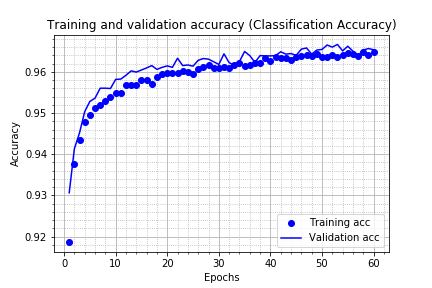 Training and validation accuracy (Classification Accuracy)
0.96
0.95
0.94
0.93
0.92
Accuracy
0 10 20 30 40 50 60
Epochs
Training acc
Validation acc